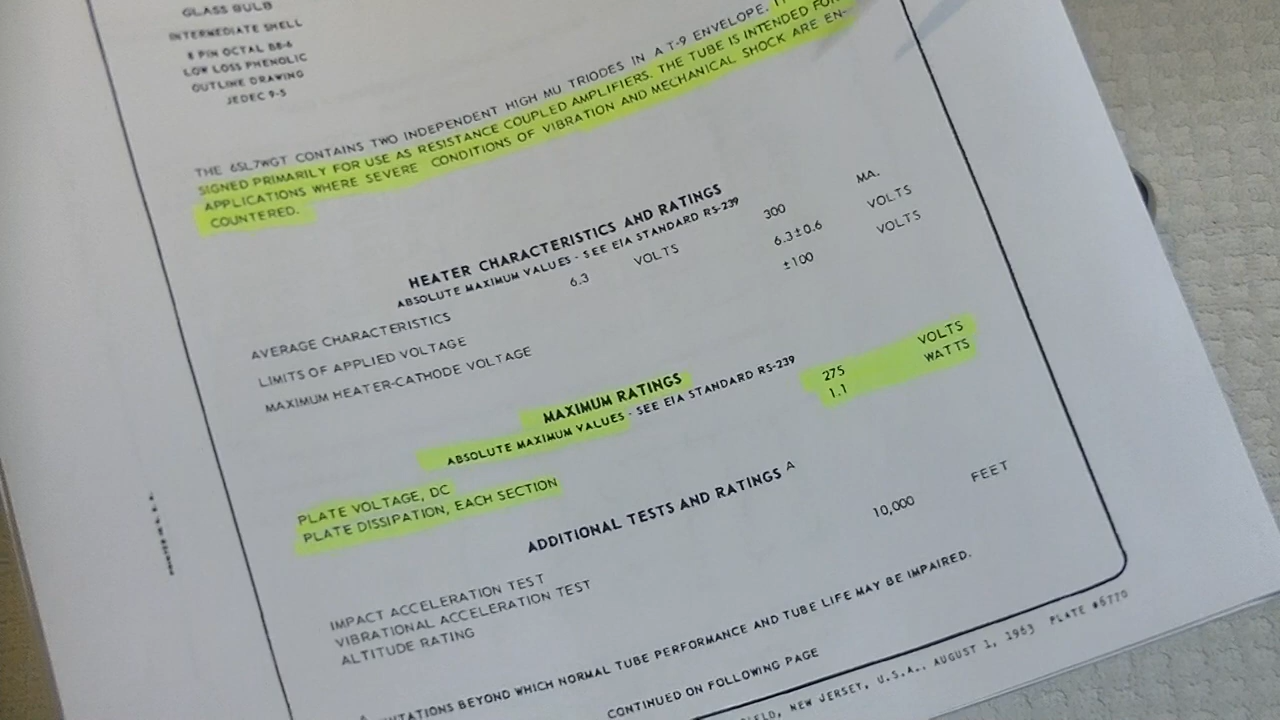 GLASS BULB
INTERMEDIATE SHELL
8 PIN OCTAL B8-6
LOW LOSS PHENOLIC
OUTLINE DRAWING
JEDEC 9-5
THE 6SL7WGT CONTAINS TWO INDEPENDENT HIGH MU TRIODES IN A T-9 ENVELOPE.
SIGNED PRIMARILY FOR USE AS RESISTANCE COUPLED AMPLIFIERS. THE TUBE IS INTENDED FOR
APPLICATIONS WHERE SEVERE CONDITIONS OF VIBRATION AND MECHANICAL SHOCK ARE EN-
COUNTERED.
HEATER CHARACTERISTICS AND RATINGS
ABSOLUTE MAXIMUM VALUES - SEE EIA STANDARD RS-239
AVERAGE CHARACTERISTICS 6.3 VOLTS 300 MA.
LIMITS OF APPLIED VOLTAGE 6.3±0.6 VOLTS
MAXIMUM HEATER-CATHODE VOLTAGE ±100 VOLTS
MAXIMUM RATINGS
ABSOLUTE MAXIMUM VALUES - SEE EIA STANDARD RS-239
PLATE VOLTAGE, DC 275 VOLTS
PLATE DISSIPATION, EACH SECTION 1.1 WATTS
ADDITIONAL TESTS AND RATINGS A
IMPACT ACCELERATION TEST
VIBRATIONAL ACCELERATION TEST
ALTITUDE RATING 10,000 FEET
BEYOND WHICH NORMAL TUBE PERFORMANCE AND TUBE LIFE MAY BE IMPAIRED.
CONTINUED ON FOLLOWING PAGE
NEW JERSEY, U.S.A., AUGUST 1, 1963 PLATE #6770